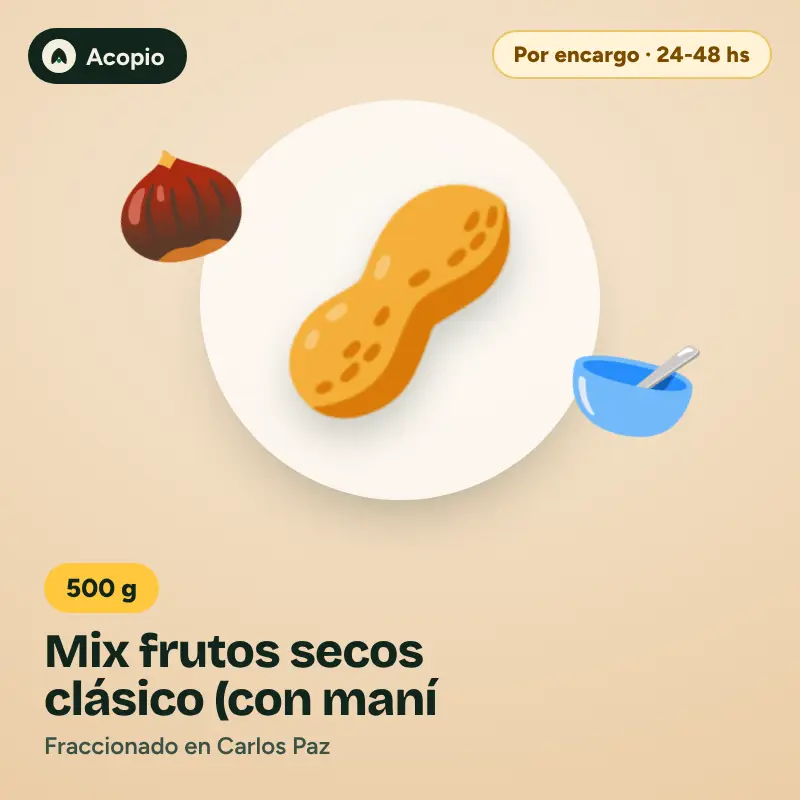 Acopio
Por encargo · 24-48 hs
500 g
Mix frutos secos
clásico (con maní
Fraccionado en Carlos Paz